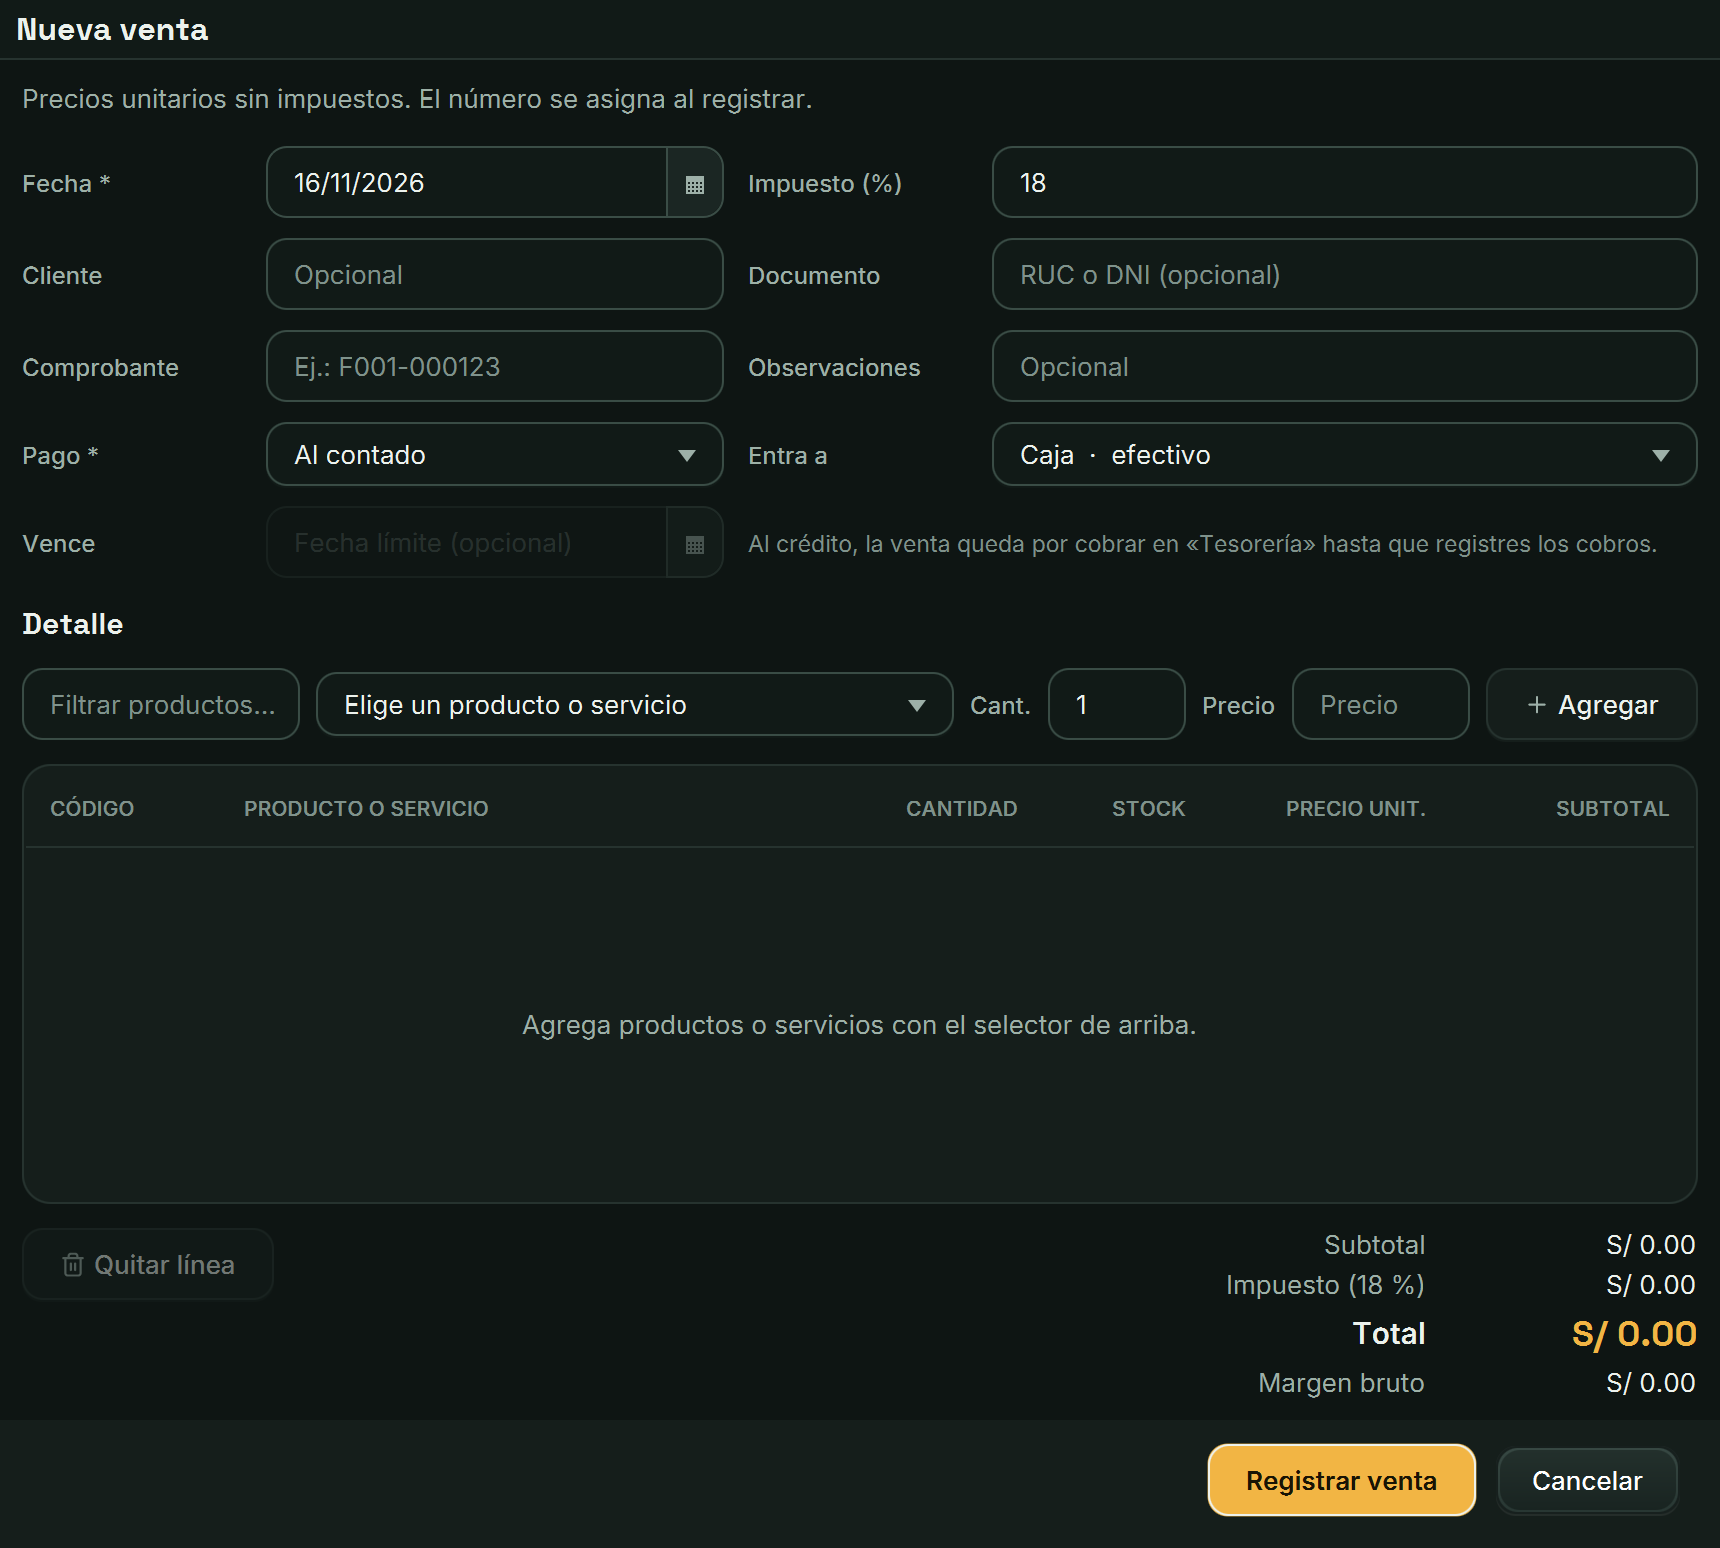 Nueva venta
Precios unitarios sin impuestos. El número se asigna al registrar.
Fecha * 16/11/2026 Impuesto (%) 18
Cliente Opcional Documento RUC o DNI (opcional)
Comprobante Ej.: F001-000123 Observaciones Opcional
Pago * Al contado Entra a Caja · efectivo
Vence Fecha límite (opcional) Al crédito, la venta queda por cobrar en «Tesorería» hasta que registres los cobros.
Detalle
Filtrar productos... Elige un producto o servicio Cant. 1 Precio Precio + Agregar
CÓDIGO PRODUCTO O SERVICIO CANTIDAD STOCK PRECIO UNIT. SUBTOTAL
Agrega productos o servicios con el selector de arriba.
Quitar línea Subtotal S/ 0.00
Impuesto (18 %) S/ 0.00
Total S/ 0.00
Margen bruto S/ 0.00
Registrar venta Cancelar